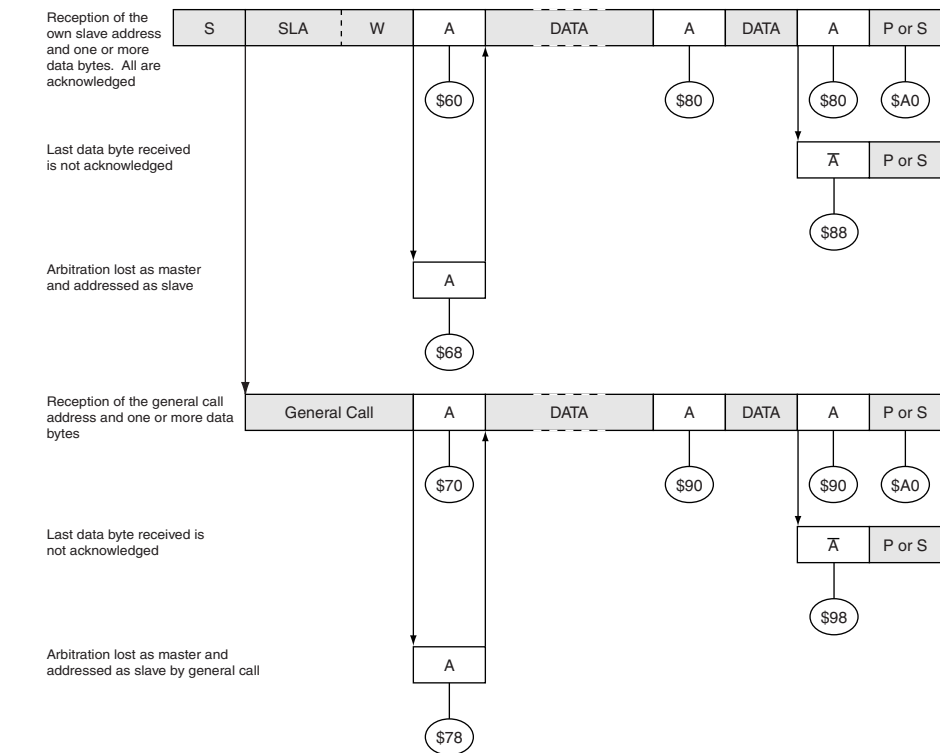 Reception of the
own slave address
and one or more
data bytes. All are
acknowledged
S SLA W A DATA A DATA A P or S
$60 $80 $80 $A0
Last data byte received
is not acknowledged
A̅ P or S
$88
Arbitration lost as master
and addressed as slave
A
$68
Reception of the general call
address and one or more data
bytes
General Call A DATA A DATA A P or S
$70 $90 $90 $A0
Last data byte received is
not acknowledged
A̅ P or S
$98
Arbitration lost as master and
addressed as slave by general call
A
$78